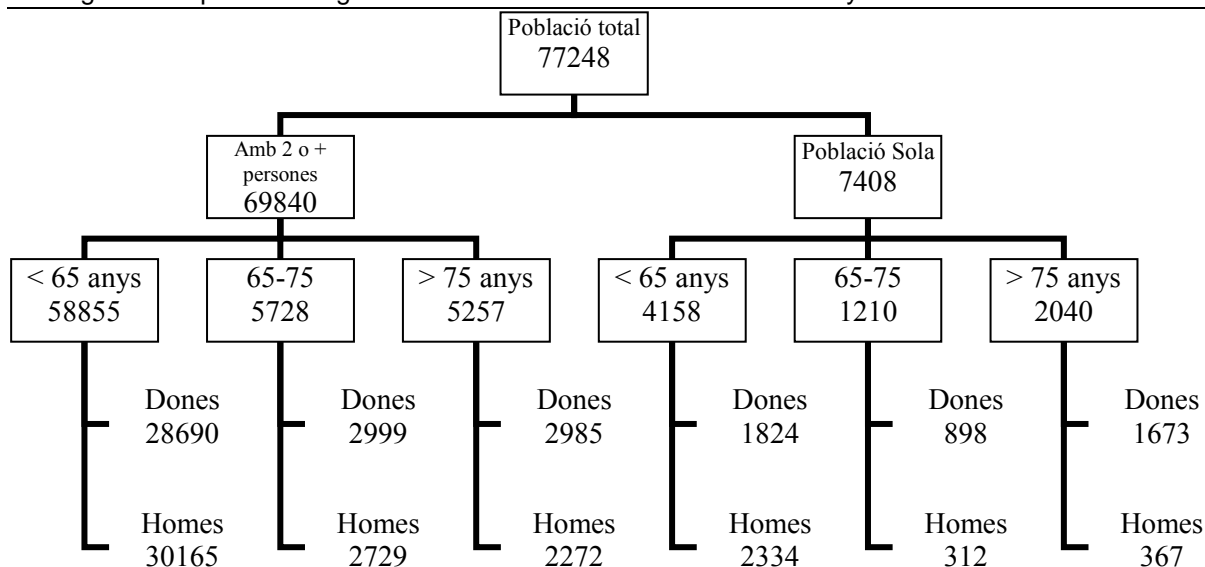 Població total
77248
Amb 2 o +
persones
69840
Població Sola
7408
< 65 anys
58855
65-75
5728
> 75 anys
5257
< 65 anys
4158
65-75
1210
> 75 anys
2040
Dones
28690
Dones
2999
Dones
2985
Dones
1824
Dones
898
Dones
1673
Homes
30165
Homes
2729
Homes
2272
Homes
2334
Homes
312
Homes
367